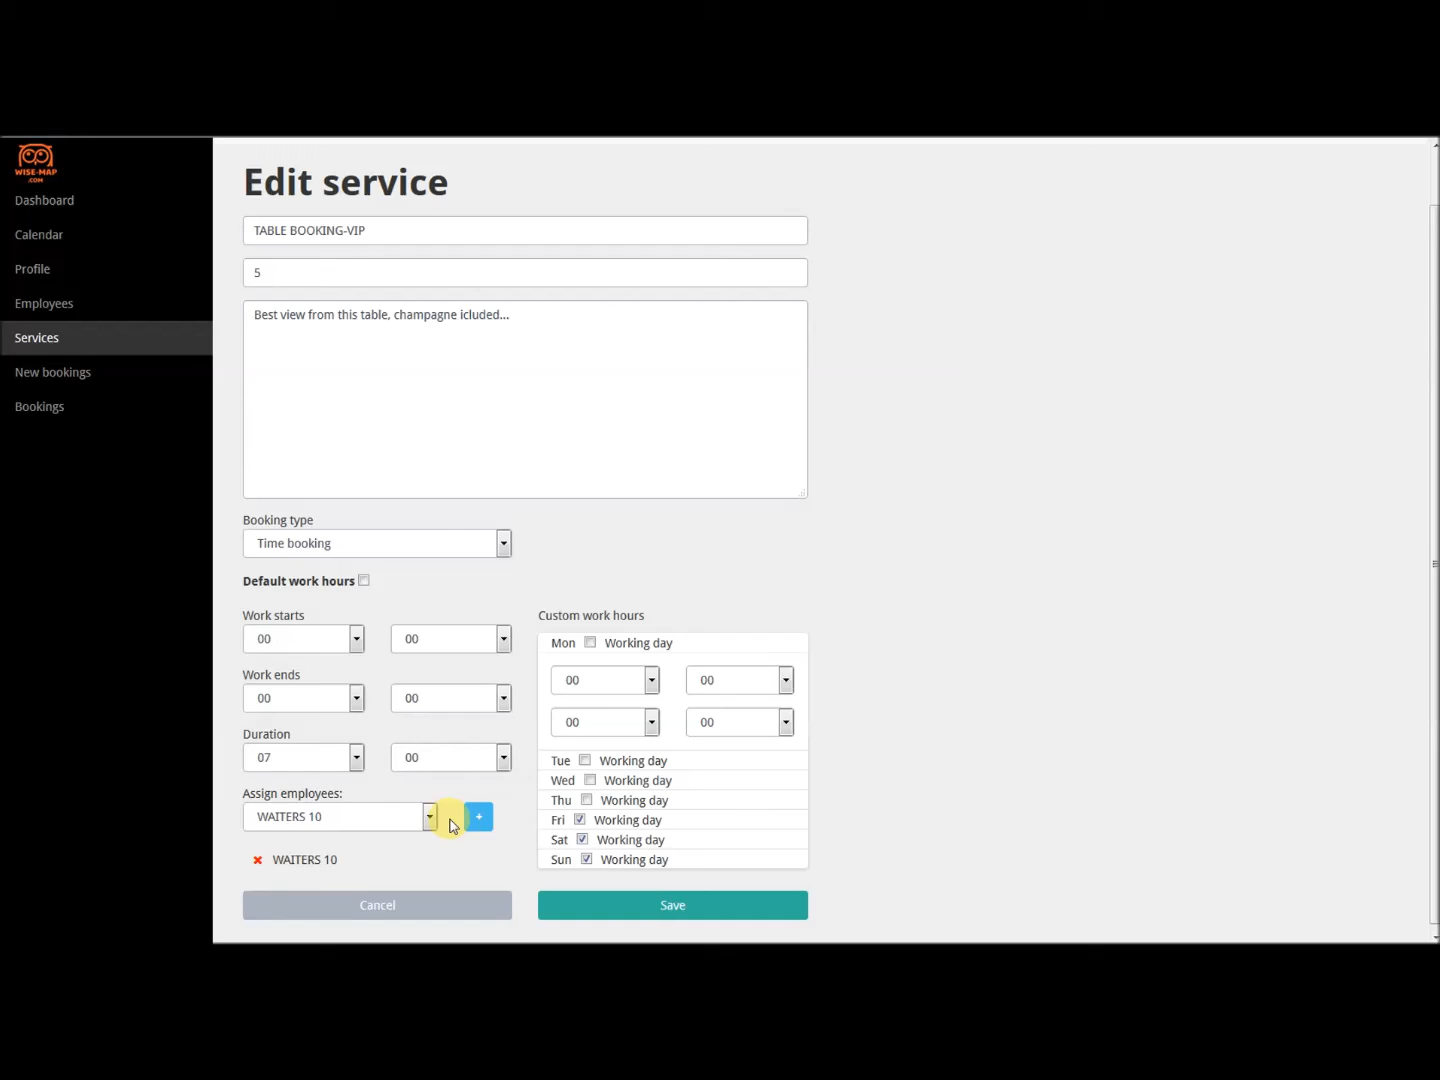 WISE-MAP
.COM
Dashboard
Calendar
Profile
Employees
Services
New bookings
Bookings
Edit service
TABLE BOOKING-VIP
5
Best view from this table, champagne icluded...
Booking type
Time booking
Default work hours
Work starts
00 00
Work ends
00 00
Duration
07 00
Assign employees:
WAITERS 10 +
WAITERS 10
Custom work hours
Mon Working day
00 00
00 00
Tue Working day
Wed Working day
Thu Working day
Fri Working day
Sat Working day
Sun Working day
Cancel
Save